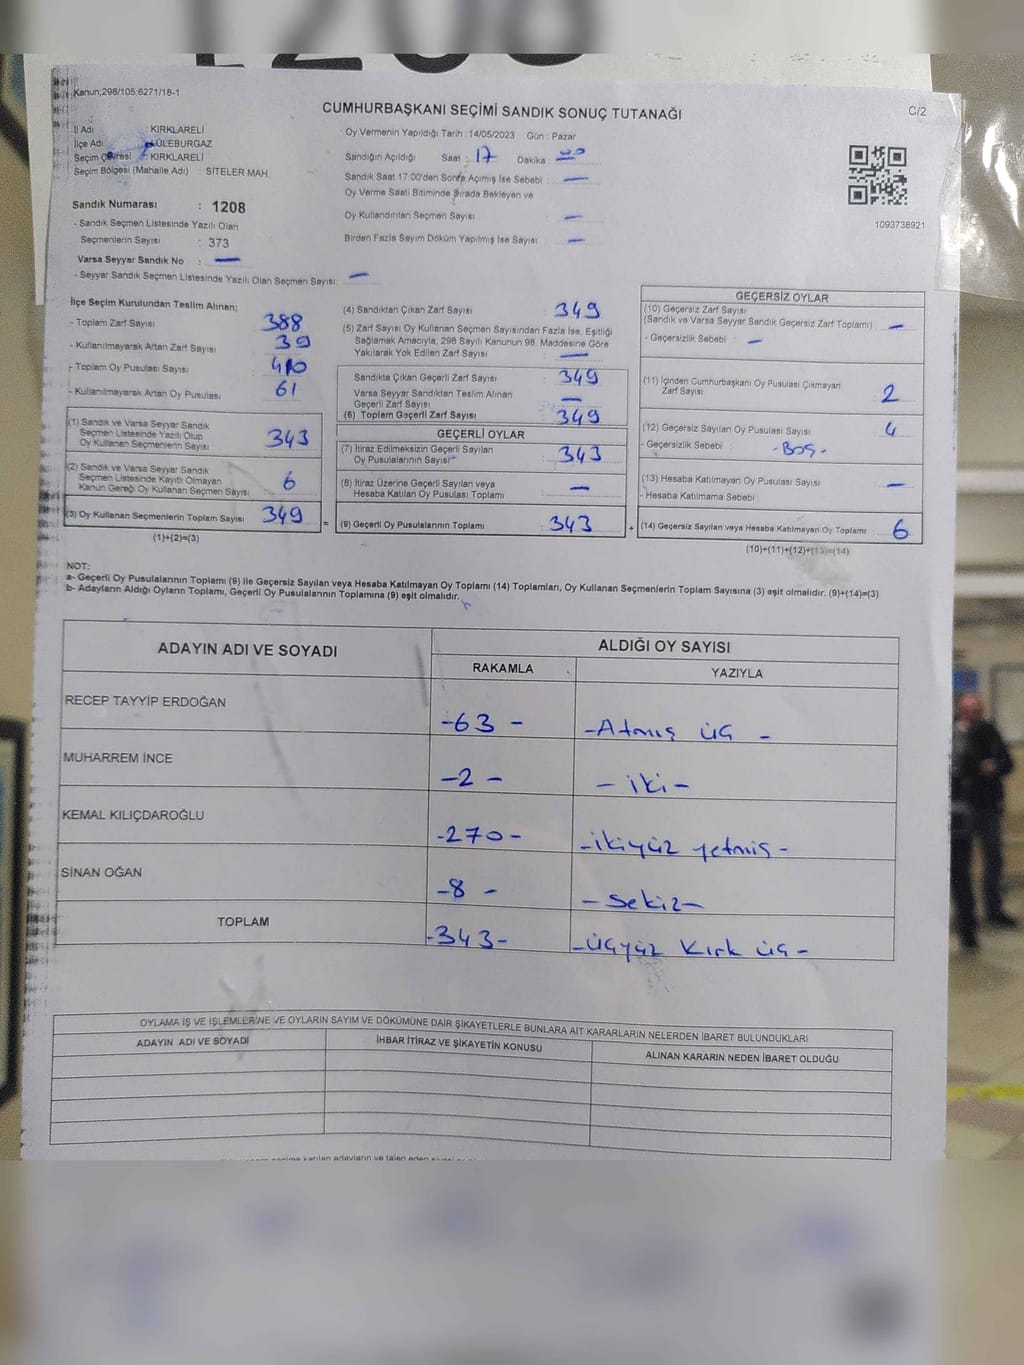 1208
Kanun,298/105:6271/18-1
CUMHURBAŞKANI SEÇİMİ SANDIK SONUÇ TUTANAĞI
C/2
İl Adı : KIRKLARELİ
İlçe Adı : LÜLEBURGAZ
Seçim Çevresi : KIRKLARELİ
Seçim Bölgesi (Mahalle Adı) : SİTELER MAH.
Sandık Numarası : 1208
- Sandık Seçmen Listesinde Yazılı Olan
Seçmenlerin Sayısı : 373
Varsa Seyyar Sandık No : —
- Seyyar Sandık Seçmen Listesinde Yazılı Olan Seçmen Sayısı: —
Oy Vermenin Yapıldığı Tarih : 14/05/2023 Gün : Pazar
Sandığın Açıldığı Saat : 17 Dakika : 00
Sandık Saat 17.00'den Sonra Açılmış İse Sebebi : —
Oy Verme Saati Bitiminde Sırada Bekleyen ve
Oy Kullandırılan Seçmen Sayısı : —
Birden Fazla Sayım Döküm Yapılmış İse Sayısı : —
1093738921
İlçe Seçim Kurulundan Teslim Alınan;
- Toplam Zarf Sayısı : 388
- Kullanılmayarak Artan Zarf Sayısı : 39
- Toplam Oy Pusulası Sayısı : 410
- Kullanılmayarak Artan Oy Pusulası : 61
(1) Sandık ve Varsa Seyyar Sandık
Seçmen Listesinde Yazılı Olup
Oy Kullanan Seçmenlerin Sayısı : 343
(2) Sandık ve Varsa Seyyar Sandık
Seçmen Listesinde Kayıtlı Olmayan
Kanun Gereği Oy Kullanan Seçmen Sayısı : 6
(3) Oy Kullanan Seçmenlerin Toplam Sayısı : 349
(1)+(2)=(3)
(4) Sandıktan Çıkan Zarf Sayısı : 349
(5) Zarf Sayısı Oy Kullanan Seçmen Sayısından Fazla İse, Eşitliği
Sağlamak Amacıyla, 298 Sayılı Kanunun 98. Maddesine Göre
Yakılarak Yok Edilen Zarf Sayısı : —
Sandıkta Çıkan Geçerli Zarf Sayısı : 349
Varsa Seyyar Sandıktan Teslim Alınan
Geçerli Zarf Sayısı : —
(6) Toplam Geçerli Zarf Sayısı : 349
GEÇERLİ OYLAR
(7) İtiraz Edilmeksizin Geçerli Sayılan
Oy Pusulalarının Sayısı : 343
(8) İtiraz Üzerine Geçerli Sayılan veya
Hesaba Katılan Oy Pusulası Toplamı : —
= (9) Geçerli Oy Pusulalarının Toplamı : 343 +
GEÇERSİZ OYLAR
(10) Geçersiz Zarf Sayısı
(Sandık ve Varsa Seyyar Sandık Geçersiz Zarf Toplamı) : —
- Geçersizlik Sebebi : —
(11) İçinden Cumhurbaşkanı Oy Pusulası Çıkmayan
Zarf Sayısı : 2
(12) Geçersiz Sayılan Oy Pusulası Sayısı : 4
- Geçersizlik Sebebi : -BOŞ-
(13) Hesaba Katılmayan Oy Pusulası Sayısı : —
- Hesaba Katılmama Sebebi :
(14) Geçersiz Sayılan veya Hesaba Katılmayan Oy Toplamı : 6
(10)+(11)+(12)+(13)=(14)
NOT:
a- Geçerli Oy Pusulalarının Toplamı (9) ile Geçersiz Sayılan veya Hesaba Katılmayan Oy Toplamı (14) Toplamları, Oy Kullanan Seçmenlerin Toplam Sayısına (3) eşit olmalıdır. (9)+(14)=(3)
b- Adayların Aldığı Oyların Toplamı, Geçerli Oy Pusulalarının Toplamına (9) eşit olmalıdır.
ADAYIN ADI VE SOYADI
ALDIĞI OY SAYISI
RAKAMLA YAZIYLA
RECEP TAYYİP ERDOĞAN -63- -Atmış üç-
MUHARREM İNCE -2- -iki-
KEMAL KILIÇDAROĞLU -270- -ikiyüz yetmiş-
SİNAN OĞAN -8- -Sekiz-
TOPLAM -343- -üçyüz Kırk üç-
OYLAMA İŞ VE İŞLEMLERİNE VE OYLARIN SAYIM VE DÖKÜMÜNE DAİR ŞİKAYETLERLE BUNLARA AİT KARARLARIN NELERDEN İBARET BULUNDUKLARI
ADAYIN ADI VE SOYADI İHBAR İTİRAZ VE ŞİKAYETİN KONUSU ALINAN KARARIN NEDEN İBARET OLDUĞU